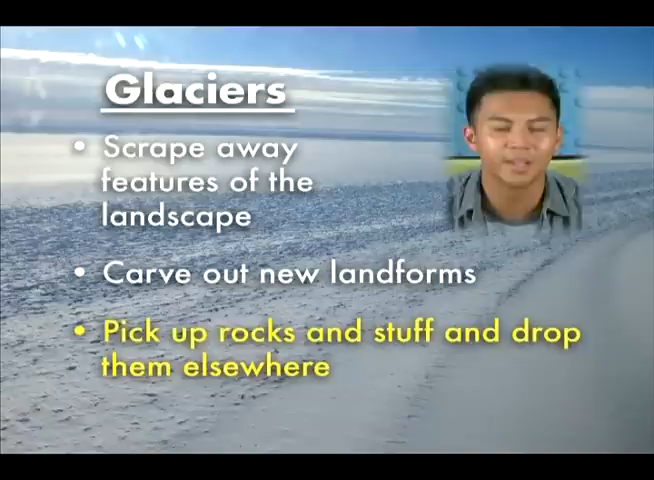 Glaciers
• Scrape away
features of the
landscape
• Carve out new landforms
• Pick up rocks and stuff and drop
them elsewhere